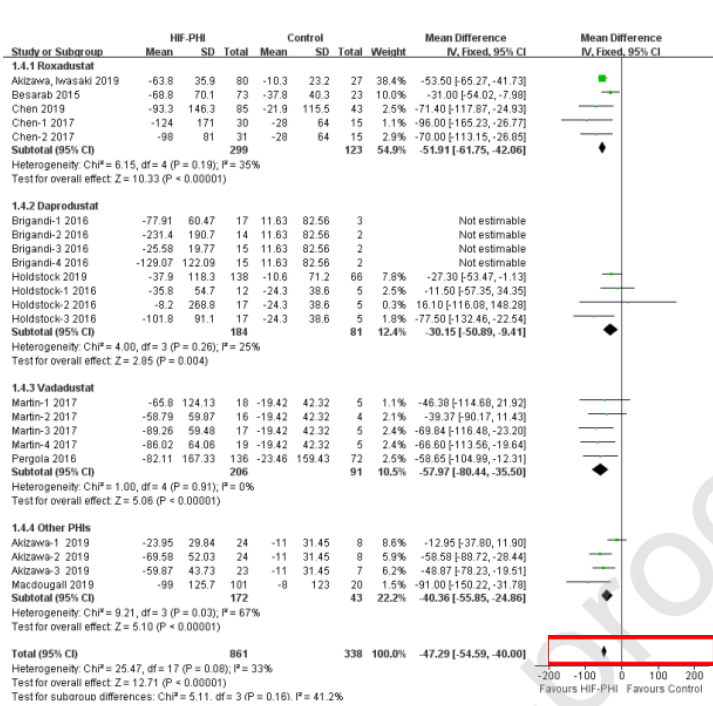 HIF-PHI Control Mean Difference Mean Difference
Study or Subgroup Mean SD Total Mean SD Total Weight IV, Fixed, 95% CI IV, Fixed, 95% CI
1.4.1 Roxadustat
Akizawa, Iwasaki 2019 -63.8 35.9 80 -10.3 23.2 27 38.4% -53.50 [-65.27, -41.73]
Besarab 2015 -68.8 70.1 73 -37.8 40.3 23 10.0% -31.00 [-54.02, -7.98]
Chen 2019 -93.3 146.3 85 -21.9 115.5 43 2.5% -71.40 [-117.87, -24.93]
Chen-1 2017 -124 171 30 -28 64 15 1.1% -96.00 [-165.23, -26.77]
Chen-2 2017 -98 81 31 -28 64 15 2.9% -70.00 [-113.15, -26.85]
Subtotal (95% CI) 299 123 54.9% -51.91 [-61.75, -42.06]
Heterogeneity: Chi² = 6.15, df = 4 (P = 0.19); I² = 35%
Test for overall effect: Z = 10.33 (P < 0.00001)
1.4.2 Daprodustat
Brigandi-1 2016 -77.91 60.47 17 11.63 82.56 3 Not estimable
Brigandi-2 2016 -231.4 190.7 14 11.63 82.56 2 Not estimable
Brigandi-3 2016 -25.58 19.77 15 11.63 82.56 2 Not estimable
Brigandi-4 2016 -129.07 122.09 15 11.63 82.56 2 Not estimable
Holdstock 2019 -37.9 118.3 138 -10.6 71.2 66 7.8% -27.30 [-53.47, -1.13]
Holdstock-1 2016 -35.8 54.7 12 -24.3 38.6 5 2.5% -11.50 [-57.35, 34.35]
Holdstock-2 2016 -8.2 268.8 17 -24.3 38.6 5 0.3% 16.10 [-116.08, 148.28]
Holdstock-3 2016 -101.8 91.1 17 -24.3 38.6 5 1.8% -77.50 [-132.46, -22.54]
Subtotal (95% CI) 184 81 12.4% -30.15 [-50.89, -9.41]
Heterogeneity: Chi² = 4.00, df = 3 (P = 0.26); I² = 25%
Test for overall effect: Z = 2.85 (P = 0.004)
1.4.3 Vadadustat
Martin-1 2017 -65.8 124.13 18 -19.42 42.32 5 1.1% -46.38 [-114.68, 21.92]
Martin-2 2017 -58.79 59.87 16 -19.42 42.32 4 2.1% -39.37 [-90.17, 11.43]
Martin-3 2017 -89.26 59.48 17 -19.42 42.32 5 2.4% -69.84 [-116.48, -23.20]
Martin-4 2017 -86.02 64.06 19 -19.42 42.32 5 2.4% -66.60 [-113.56, -19.64]
Pergola 2016 -82.11 167.33 136 -23.46 159.43 72 2.5% -58.65 [-104.99, -12.31]
Subtotal (95% CI) 206 91 10.5% -57.97 [-80.44, -35.50]
Heterogeneity: Chi² = 1.00, df = 4 (P = 0.91); I² = 0%
Test for overall effect: Z = 5.06 (P < 0.00001)
1.4.4 Other PHIs
Akizawa-1 2019 -23.95 29.84 24 -11 31.45 8 8.6% -12.95 [-37.80, 11.90]
Akizawa-2 2019 -69.58 52.03 24 -11 31.45 8 5.9% -58.58 [-88.72, -28.44]
Akizawa-3 2019 -59.87 43.73 23 -11 31.45 7 6.2% -48.87 [-78.23, -19.51]
Macdougall 2019 -99 125.7 101 -8 123 20 1.5% -91.00 [-150.22, -31.78]
Subtotal (95% CI) 172 43 22.2% -40.36 [-55.85, -24.86]
Heterogeneity: Chi² = 9.21, df = 3 (P = 0.03); I² = 67%
Test for overall effect: Z = 5.10 (P < 0.00001)
Total (95% CI) 861 338 100.0% -47.29 [-54.59, -40.00]
Heterogeneity: Chi² = 25.47, df = 17 (P = 0.08); I² = 33%
Test for overall effect: Z = 12.71 (P < 0.00001)
Test for subgroup differences: Chi² = 5.11, df = 3 (P = 0.16), I² = 41.2%
-200 -100 0 100 200
Favours HIF-PHI Favours Control